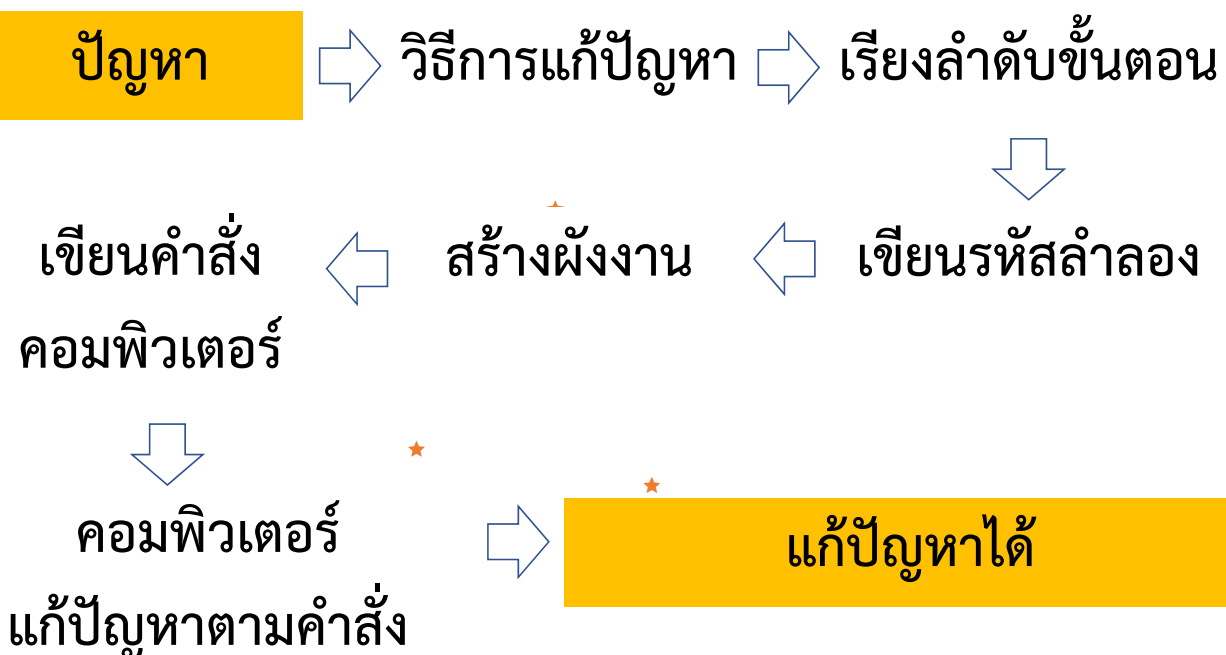 ปัญหา
วิธีการแก้ปัญหา
เรียงลำดับขั้นตอน
เขียนรหัสลำลอง
สร้างผังงาน
เขียนคำสั่ง
คอมพิวเตอร์
คอมพิวเตอร์
แก้ปัญหาตามคำสั่ง
แก้ปัญหาได้